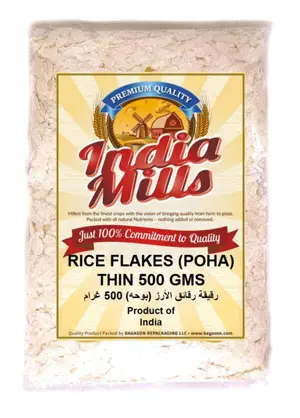 PREMIUM QUALITY
India
Mills
Milled from the finest crops with the vision of bringing quality from farm to plate.
Packed with all natural Nutrients - nothing added or removed.
Just 100% Commitment to Quality
RICE FLAKES (POHA)
THIN 500 GMS
رقيقة رقائق الأرز (بوحه) 500 غرام
Product of
India
Quality Product Packed by BAGASON REPACKAGING LLC - www.bagason.com